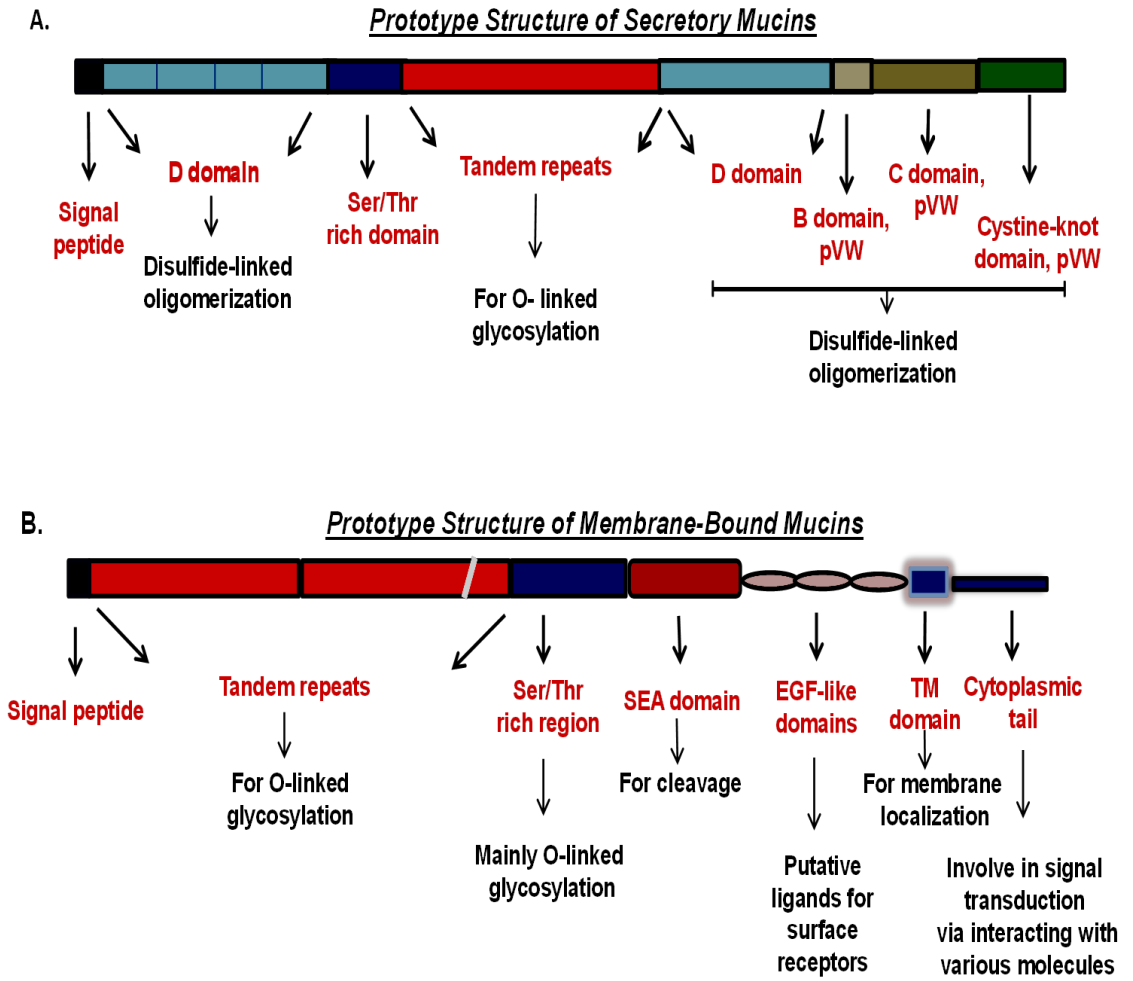 A.
Prototype Structure of Secretory Mucins
Signal
peptide
D domain
Disulfide-linked
oligomerization
Ser/Thr
rich domain
Tandem repeats
For O- linked
glycosylation
D domain
B domain,
pVW
C domain,
pVW
Cystine-knot
domain, pVW
Disulfide-linked
oligomerization
B.
Prototype Structure of Membrane-Bound Mucins
Signal peptide
Tandem repeats
For O-linked
glycosylation
Ser/Thr
rich region
Mainly O-linked
glycosylation
SEA domain
For cleavage
EGF-like
domains
Putative
ligands for
surface
receptors
TM
domain
For membrane
localization
Cytoplasmic
tail
Involve in signal
transduction
via interacting with
various molecules